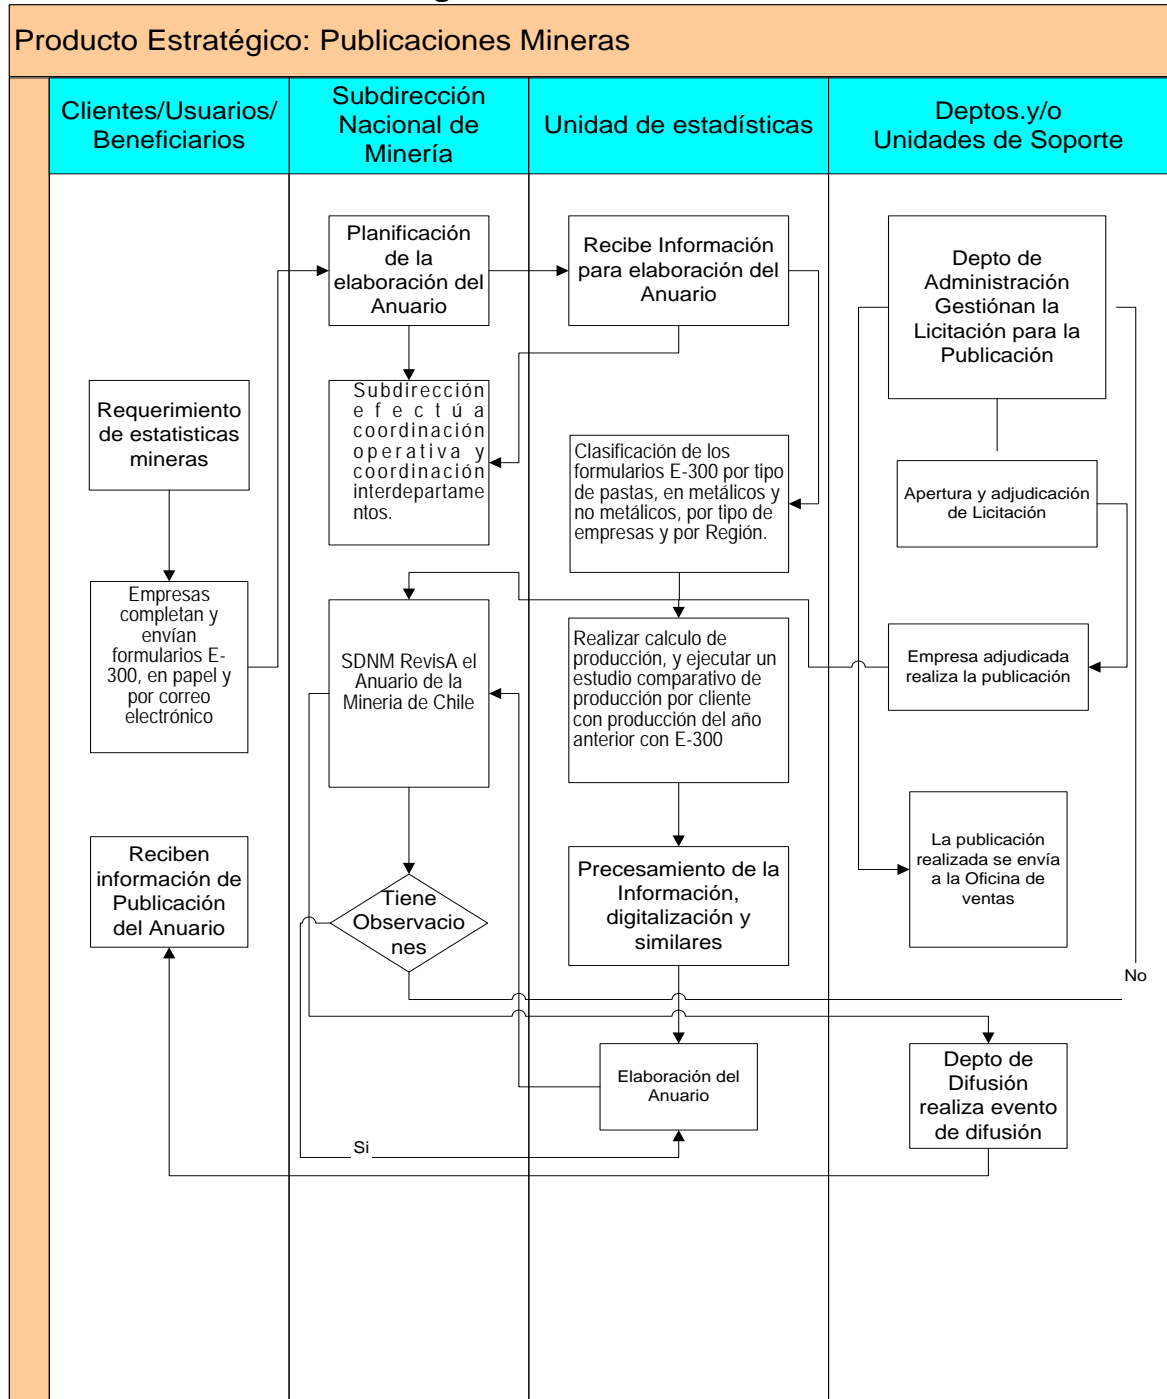 Producto Estratégico: Publicaciones Mineras
Clientes/Usuarios/
Beneficiarios
Subdirección
Nacional de
Minería
Unidad de estadísticas
Deptos.y/o
Unidades de Soporte
Planificación
de la
elaboración del
Anuario
Recibe Información
para elaboración del
Anuario
Depto de
Administración
Gestiónan la
Licitación para la
Publicación
Requerimiento
de estatisticas
mineras
Subdirección
efectúa
coordinación
operativa y
coordinación
interdepartame
ntos.
Clasificación de los
formularios E-300 por tipo
de pastas, en metálicos y
no metálicos, por tipo de
empresas y por Región.
Apertura y adjudicación
de Licitación
Empresas
completan y
envían
formularios E-
300, en papel y
por correo
electrónico
SDNM RevisA el
Anuario de la
Mineria de Chile
Realizar calculo de
producción, y ejecutar un
estudio comparativo de
producción por cliente
con producción del año
anterior con E-300
Empresa adjudicada
realiza la publicación
Reciben
información de
Publicación
del Anuario
Tiene
Observacio
nes
Precesamiento de la
Información,
digitalización y
similares
La publicación
realizada se envía
a la Oficina de
ventas
No
Elaboración del
Anuario
Depto de
Difusión
realiza evento
de difusión
Si